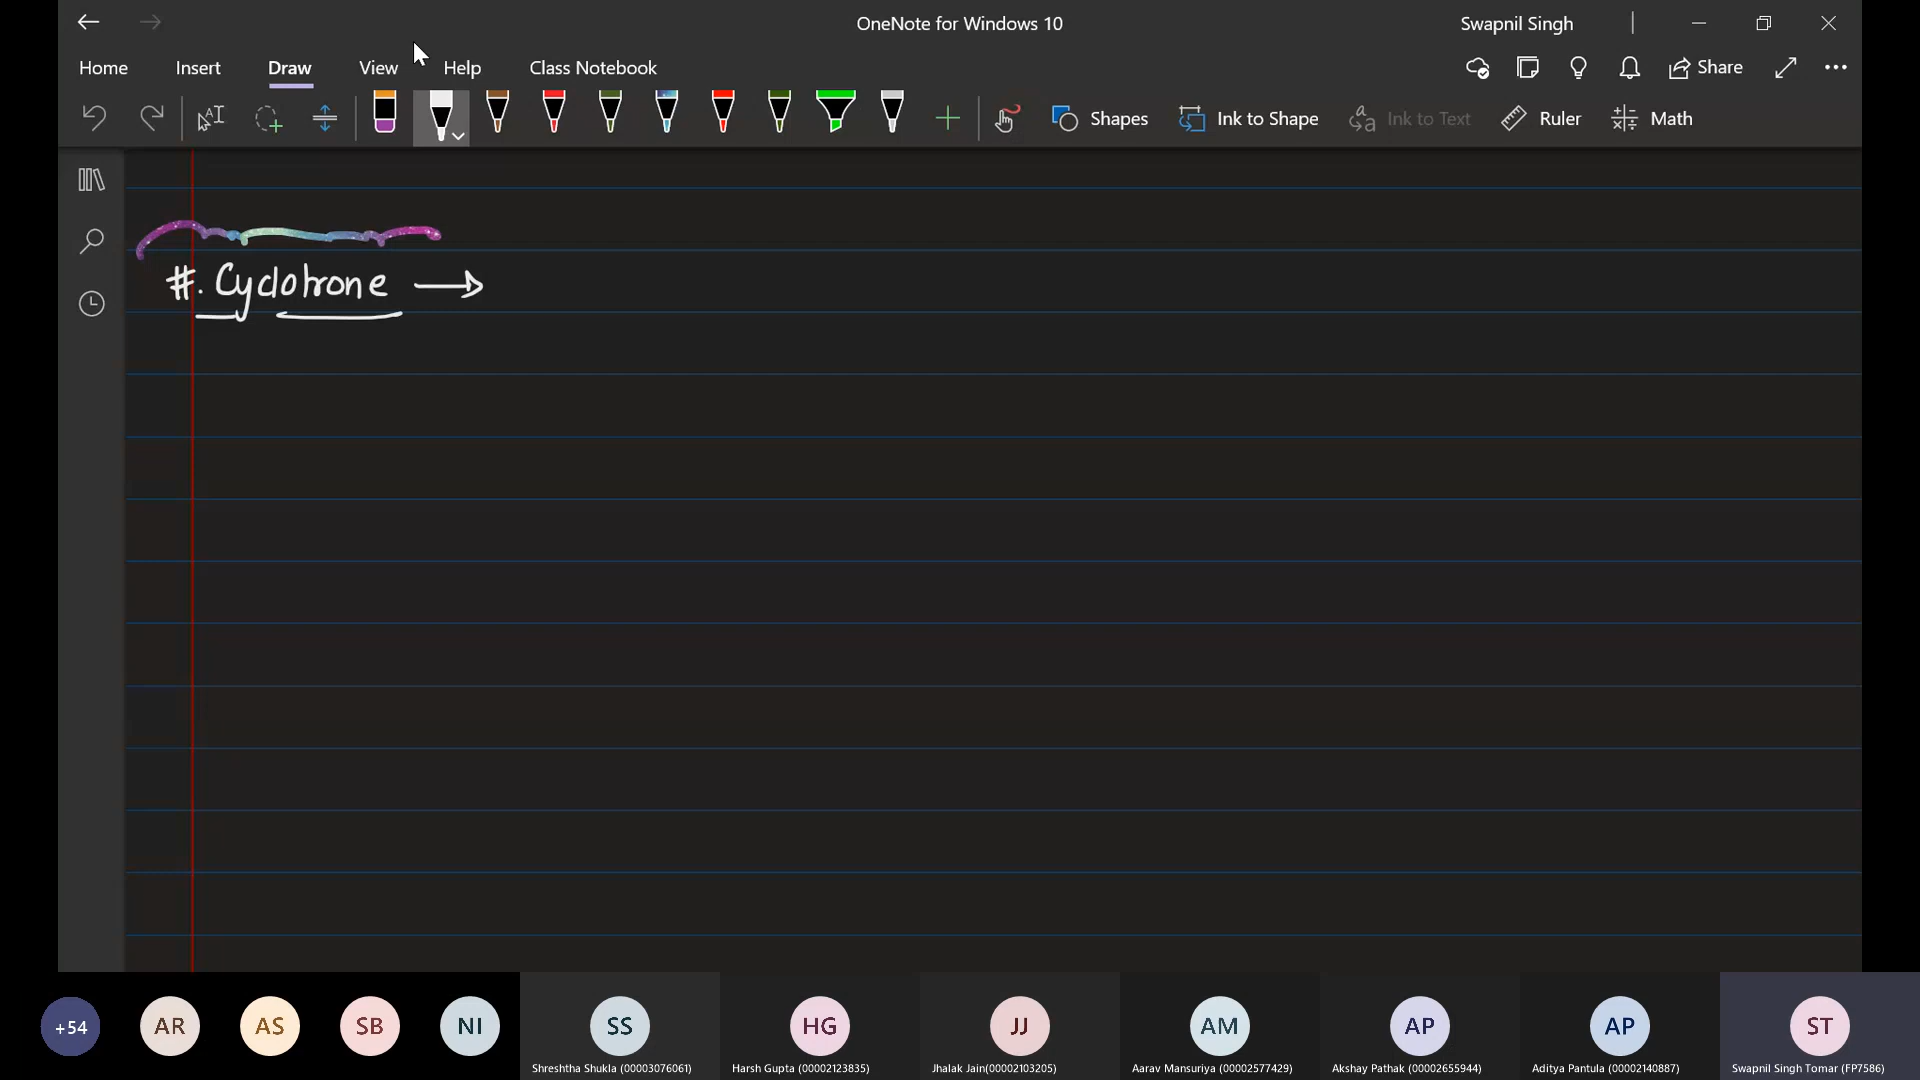 OneNote for Windows 10
Swapnil Singh
Home Insert Draw View Help Class Notebook
Share
Shapes Ink to Shape Ink to Text Ruler Math
#. Cyclotrone →
+54 AR AS SB NI SS HG JJ AM AP AP ST
Shreshtha Shukla (00003076061) Harsh Gupta (00002123835) Jhalak Jain(00002103205) Aarav Mansuriya (00002577429) Akshay Pathak (00002655944) Aditya Pantula (00002140887) Swapnil Singh Tomar (FP7586)